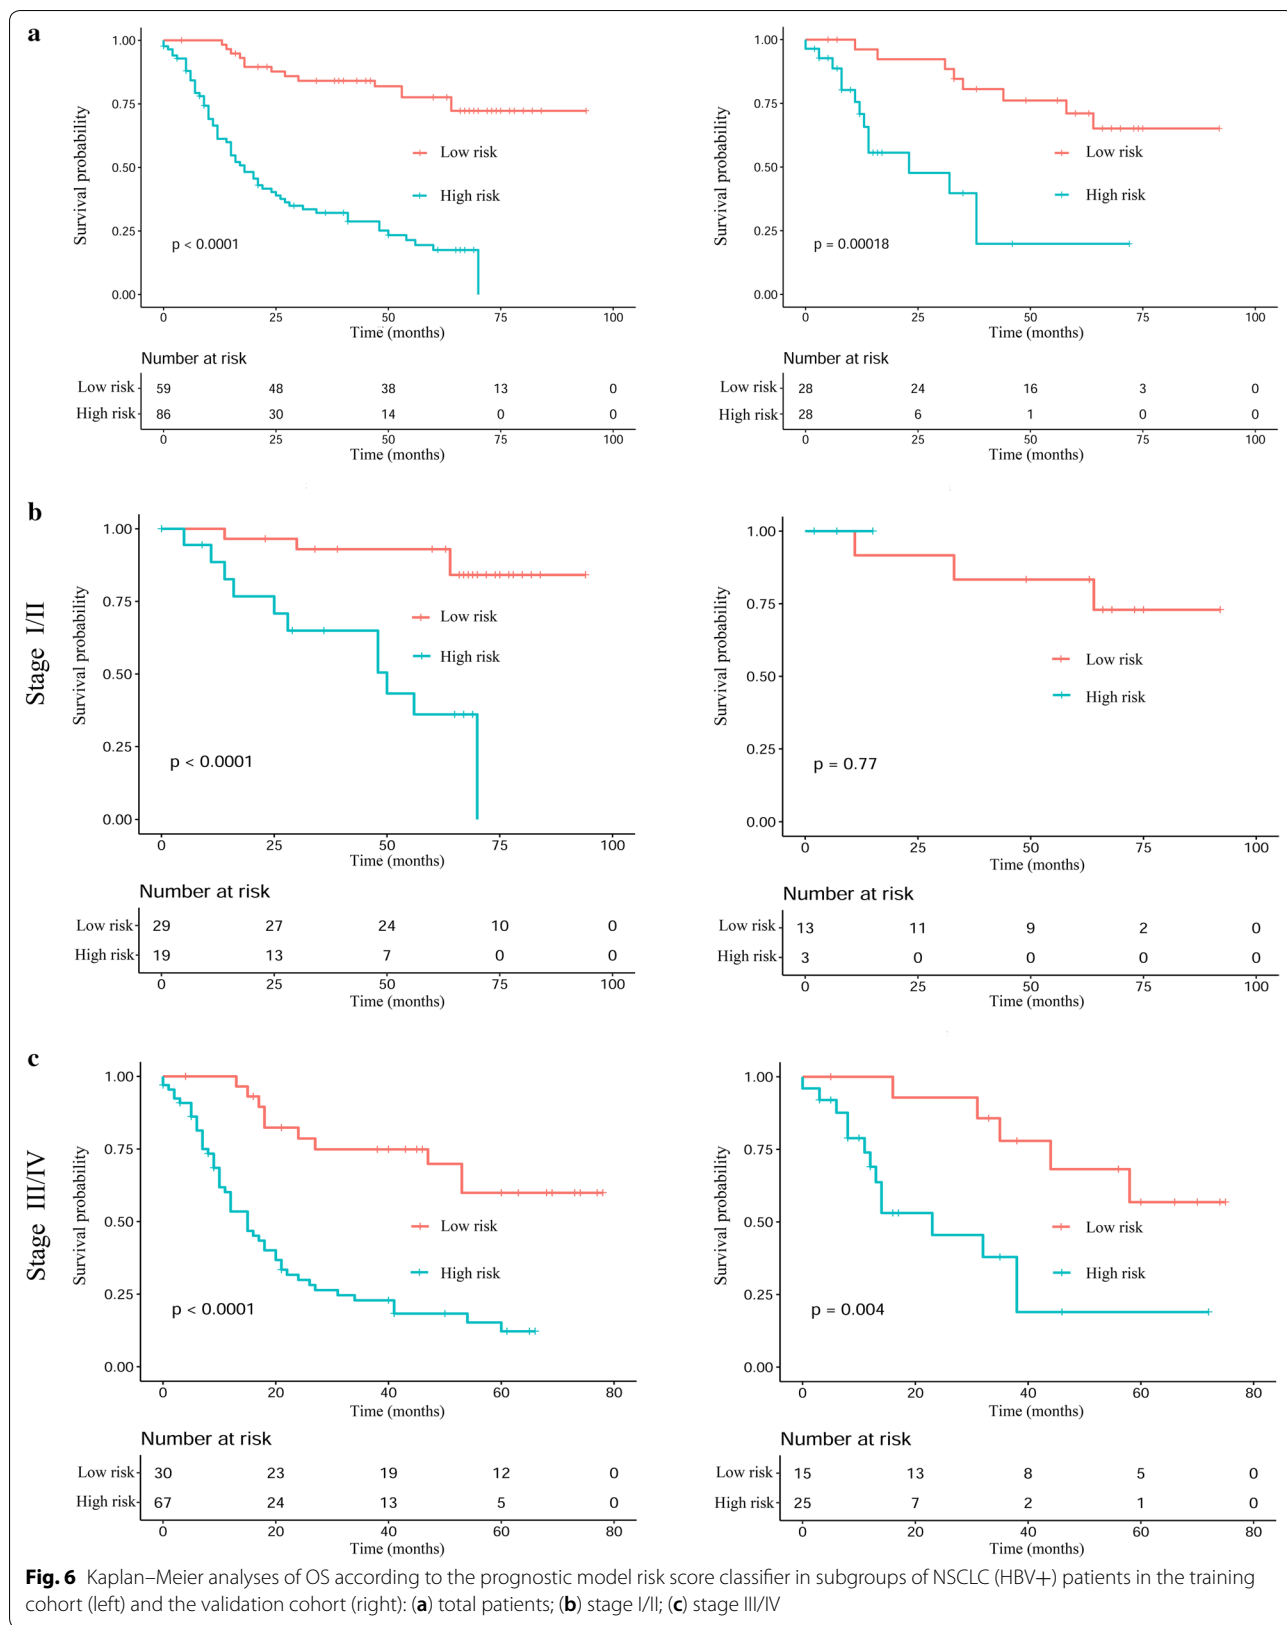 a
1.00
0.75
0.50
0.25
0.00
Survival probability
Low risk
High risk
p < 0.0001
0 25 50 75 100
Time (months)
Number at risk
Low risk 59 48 38 13 0
High risk 86 30 14 0 0
0 25 50 75 100
Time (months)
1.00
0.75
0.50
0.25
0.00
Survival probability
Low risk
High risk
p = 0.00018
0 25 50 75 100
Time (months)
Number at risk
Low risk 28 24 16 3 0
High risk 28 6 1 0 0
0 25 50 75 100
Time (months)
b
Stage I/II
1.00
0.75
0.50
0.25
0.00
Survival probability
Low risk
High risk
p < 0.0001
0 25 50 75 100
Time (months)
Number at risk
Low risk 29 27 24 10 0
High risk 19 13 7 0 0
0 25 50 75 100
Time (months)
1.00
0.75
0.50
0.25
0.00
Survival probability
Low risk
High risk
p = 0.77
0 25 50 75 100
Time (months)
Number at risk
Low risk 13 11 9 2 0
High risk 3 0 0 0 0
0 25 50 75 100
Time (months)
c
Stage III/IV
1.00
0.75
0.50
0.25
0.00
Survival probability
Low risk
High risk
p < 0.0001
0 20 40 60 80
Time (months)
Number at risk
Low risk 30 23 19 12 0
High risk 67 24 13 5 0
0 20 40 60 80
Time (months)
1.00
0.75
0.50
0.25
0.00
Survival probability
Low risk
High risk
p = 0.004
0 20 40 60 80
Time (months)
Number at risk
Low risk 15 13 8 5 0
High risk 25 7 2 1 0
0 20 40 60 80
Time (months)
Fig. 6 Kaplan–Meier analyses of OS according to the prognostic model risk score classifier in subgroups of NSCLC (HBV+) patients in the training
cohort (left) and the validation cohort (right): (a) total patients; (b) stage I/II; (c) stage III/IV